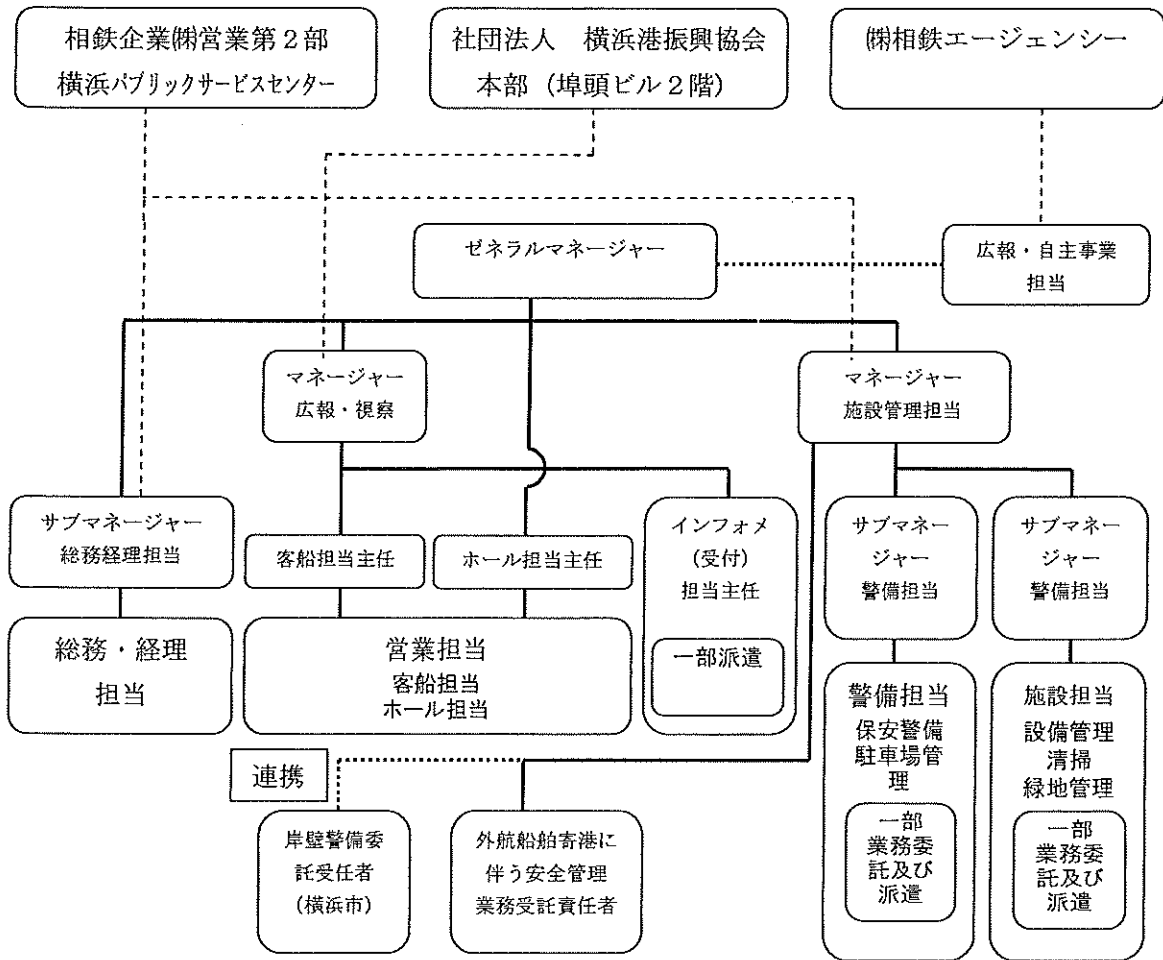 相鉄企業㈱営業第２部
横浜パブリックサービスセンター
社団法人　横浜港振興協会
本部（埠頭ビル２階）
㈱相鉄エージェンシー
ゼネラルマネージャー
広報・自主事業
担当
マネージャー
広報・視察
マネージャー
施設管理担当
サブマネージャー
総務経理担当
客船担当主任
ホール担当主任
インフォメ
(受付)
担当主任
一部派遣
サブマネー
ジャー
警備担当
サブマネー
ジャー
警備担当
総務・経理
担当
営業担当
客船担当
ホール担当
警備担当
保安警備
駐車場管
理
一部
業務委
託及び
派遣
施設担当
設備管理
清掃
緑地管理
一部
業務委
託及び
派遣
連携
岸壁警備委
託受任者
(横浜市)
外航船舶寄港に
伴う安全管理
業務受託責任者